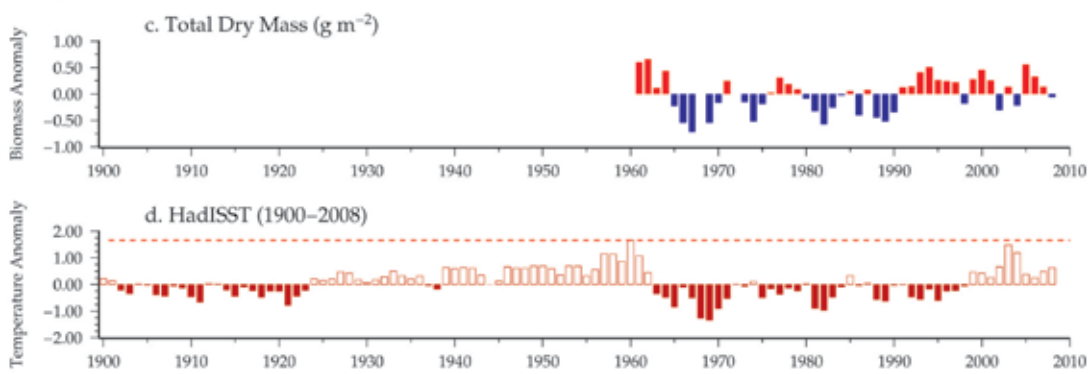 c. Total Dry Mass (g m⁻²)
Biomass Anomaly
1.00
0.50
0.00
−0.50
−1.00
1900 1910 1920 1930 1940 1950 1960 1970 1980 1990 2000 2010
d. HadISST (1900–2008)
Temperature Anomaly
2.00
1.00
0.00
−1.00
−2.00
1900 1910 1920 1930 1940 1950 1960 1970 1980 1990 2000 2010